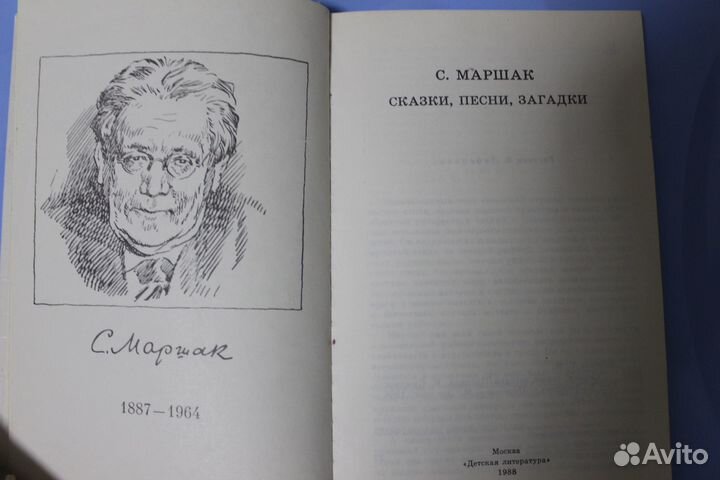 С. Маршак
1887—1964
С. МАРШАК
СКАЗКИ, ПЕСНИ, ЗАГАДКИ
Москва
«Детская литература»
1988
Avito